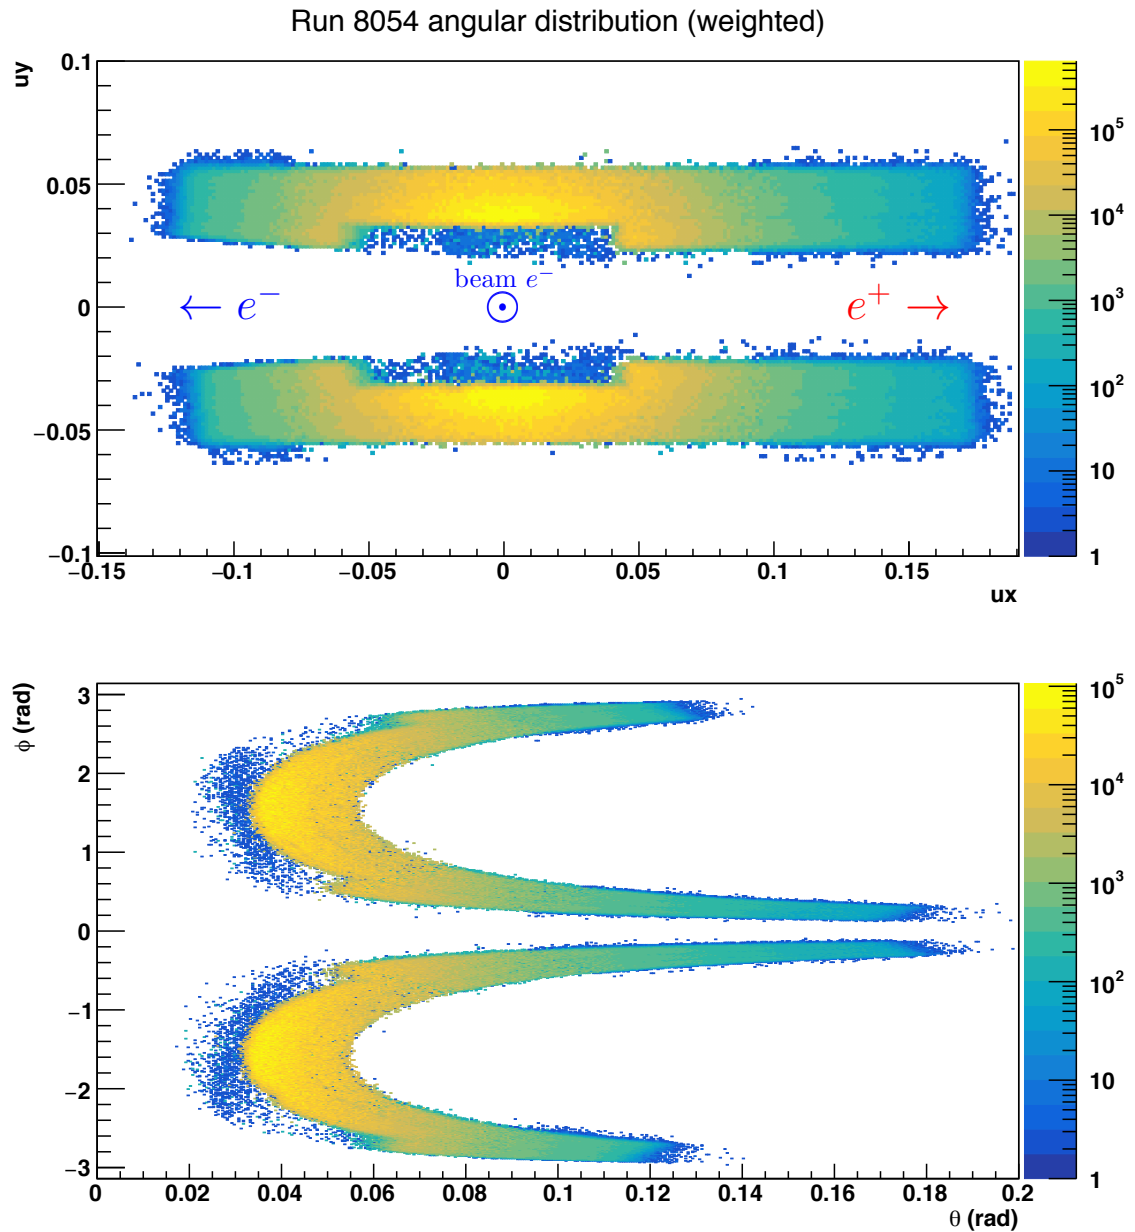 Run 8054 angular distribution (weighted)
uy
0.1
0.05
0
−0.05
−0.1
beam e⁻
← e⁻
e⁺ →
10⁵
10⁴
10³
10²
10
1
−0.15 −0.1 −0.05 0 0.05 0.1 0.15
ux
ϕ (rad)
3
2
1
0
−1
−2
−3
10⁵
10⁴
10³
10²
10
1
0 0.02 0.04 0.06 0.08 0.1 0.12 0.14 0.16 0.18 0.2
θ (rad)